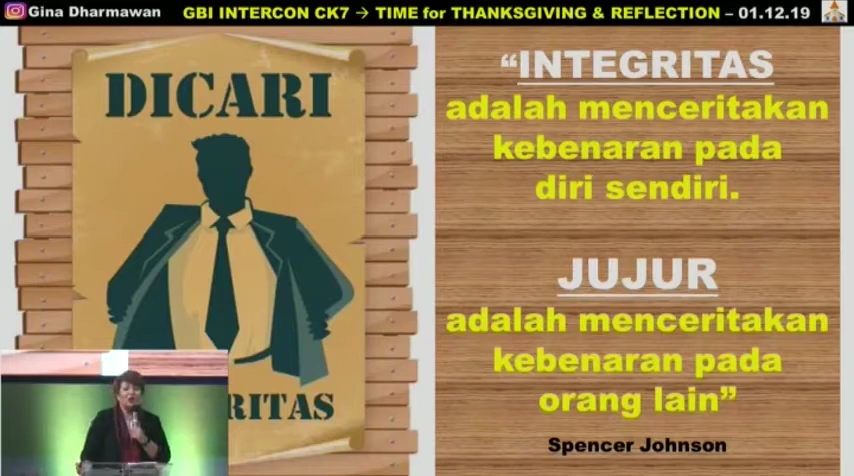 Gina Dharmawan
GBI INTERCON CK7 → TIME for THANKSGIVING & REFLECTION – 01.12.19
DICARI
RITAS
“INTEGRITAS
adalah menceritakan
kebenaran pada
diri sendiri.
JUJUR
adalah menceritakan
kebenaran pada
orang lain”
Spencer Johnson